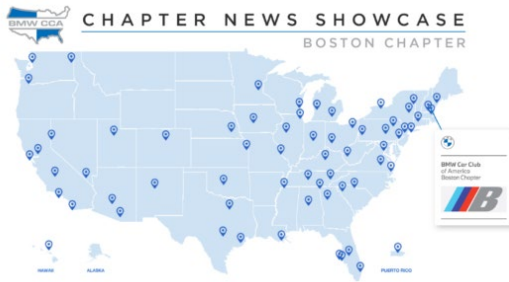 BMW CCA
CHAPTER NEWS SHOWCASE
BOSTON CHAPTER
BMW Car Club
of America
Boston Chapter
B
HAWAII
ALASKA
PUERTO RICO